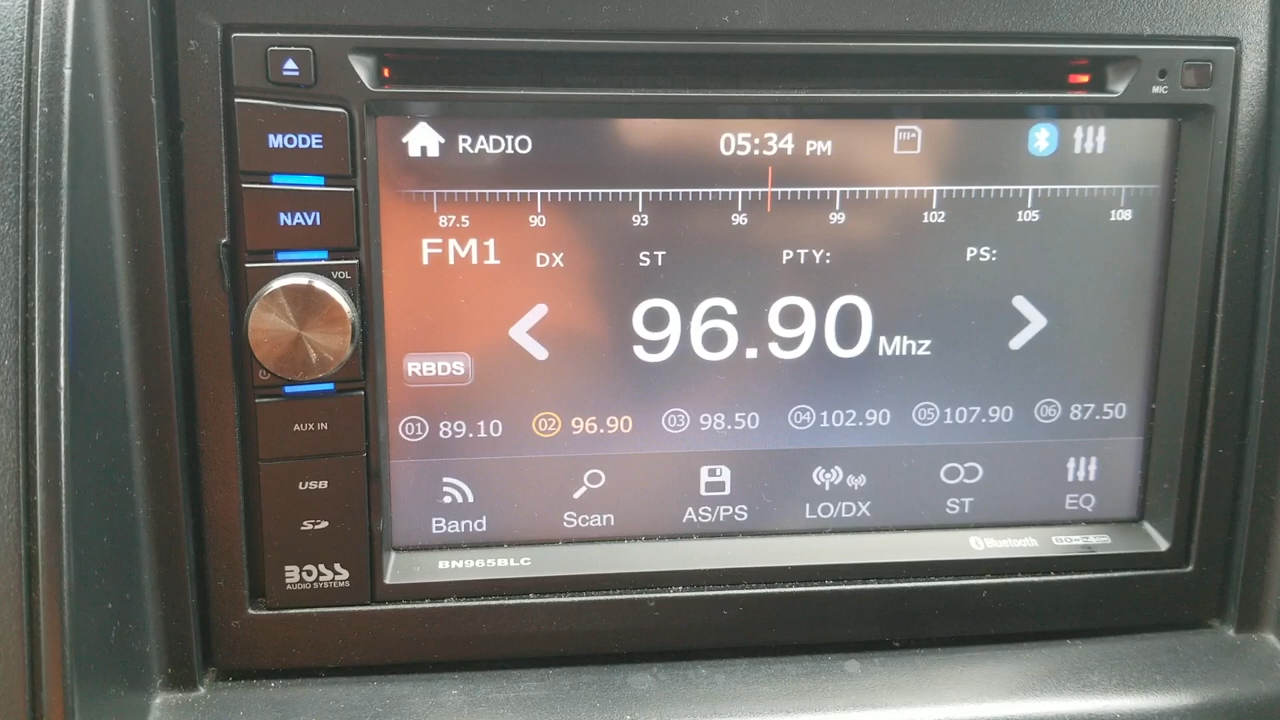 MIC
MODE
NAVI
VOL
AUX IN
USB
SD
BOSS
AUDIO SYSTEMS
RADIO 05:34 PM
87.5 90 93 96 99 102 105 108
FM1 DX ST PTY: PS:
96.90 Mhz
RBDS
01 89.10 02 96.90 03 98.50 04 102.90 05 107.90 06 87.50
Band Scan AS/PS LO/DX ST EQ
BN965BLC Bluetooth